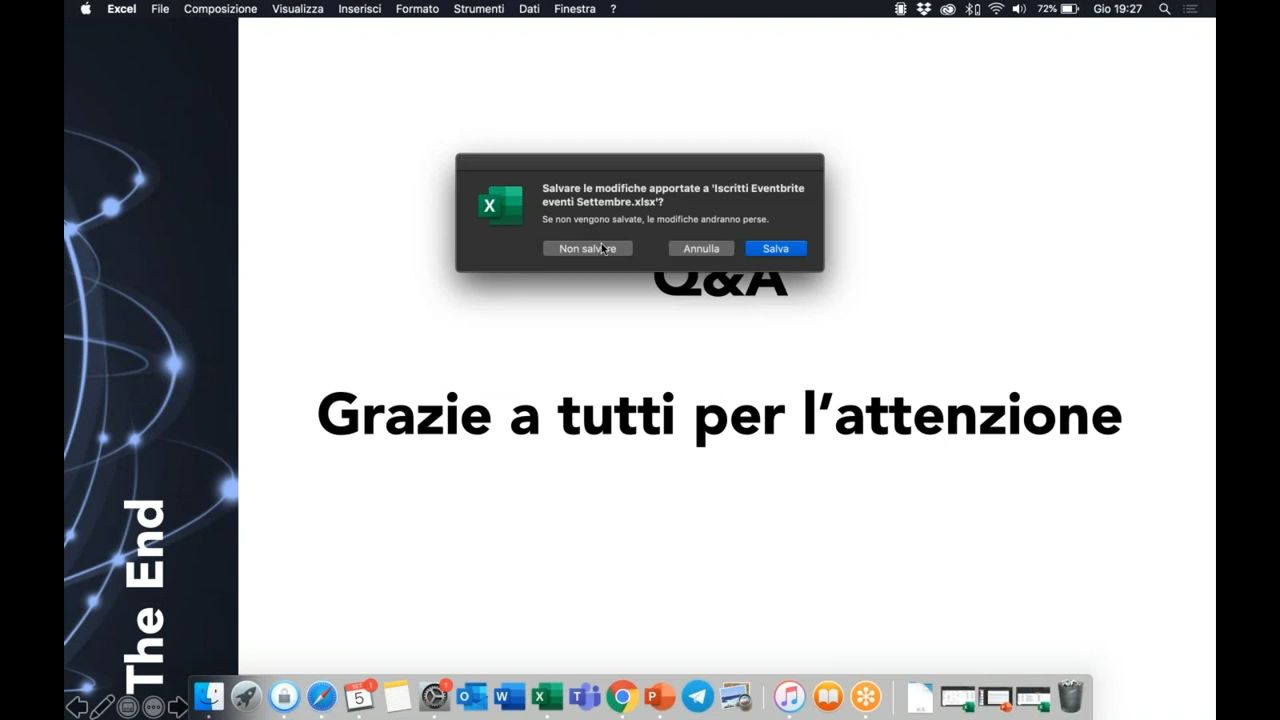 Excel File Composizione Visualizza Inserisci Formato Strumenti Dati Finestra ? 72% Gio 19:27
Salvare le modifiche apportate a 'Iscritti Eventbrite
eventi Settembre.xlsx'?
Se non vengono salvate, le modifiche andranno perse.
Non salvare Annulla Salva
Q&A
Grazie a tutti per l’attenzione
The End
SET
5